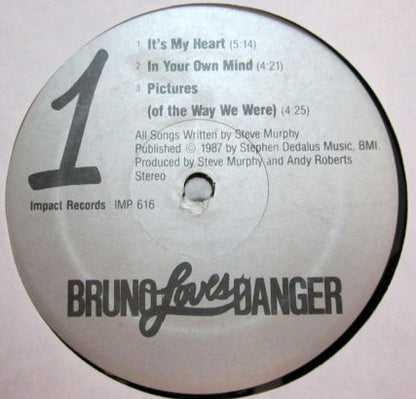 1
1 It's My Heart (5:14)
2 In Your Own Mind (4:21)
3 Pictures
(of the Way We Were) (4:25)
All Songs Written by Steve Murphy
Published © 1987 by Stephen Dedalus Music, BMI.
Produced by Steve Murphy and Andy Roberts
Stereo
Impact Records IMP 616
BRUNO Loves DANGER